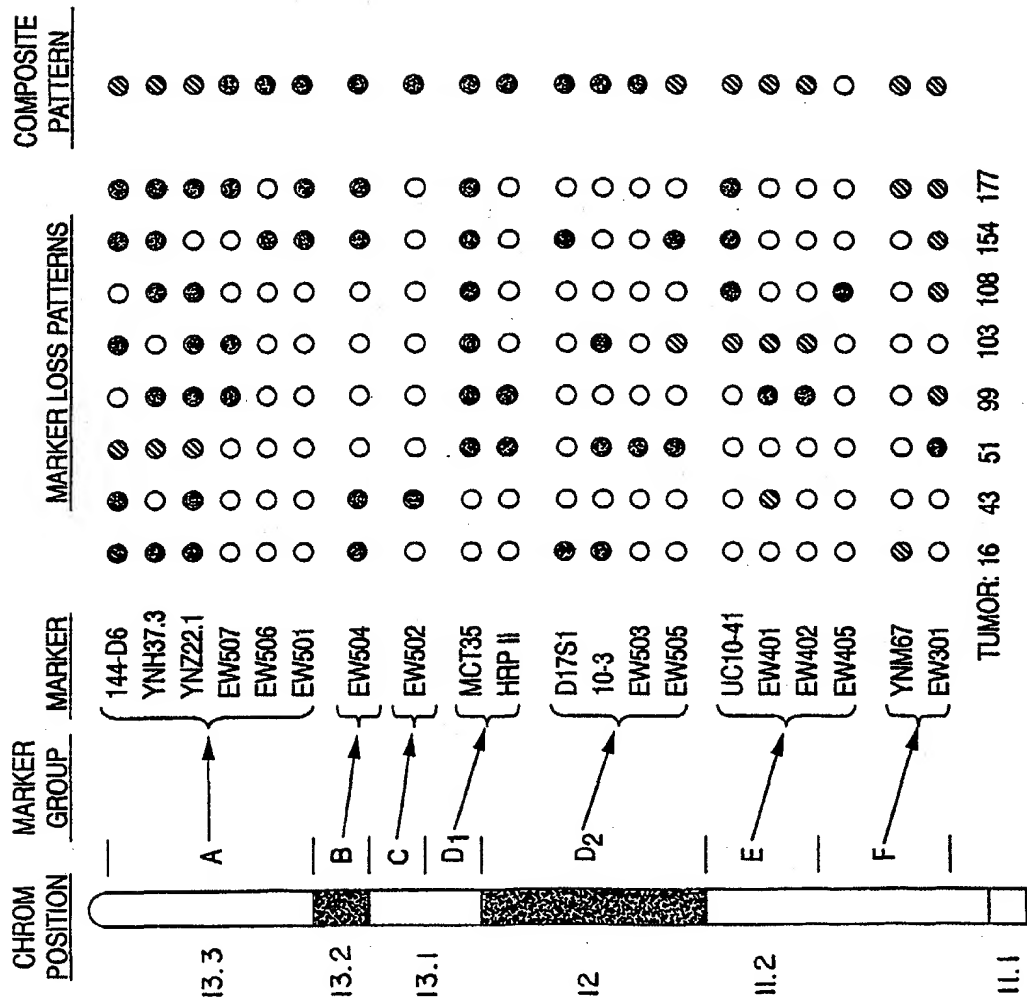 CHROM POSITION
MARKER GROUP
MARKER
MARKER LOSS PATTERNS
COMPOSITE PATTERN
13.3
A
144-D6
YNH37.3
YNZ22.1
EW507
EW506
EW501
13.2
B
EW504
C
EW502
13.1
D1
MCT35
HRP II
12
D2
D17S1
10-3
EW503
EW505
11.2
E
UC10-41
EW401
EW402
EW405
F
YNM67
EW301
11.1
TUMOR: 16 43 51 99 103 108 154 177